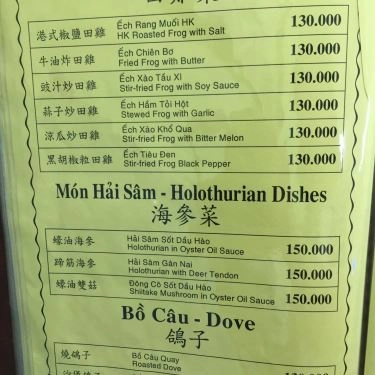 港式椒鹽田雞 Ếch Rang Muối HK 130.000
HK Roasted Frog with Salt
牛油炸田雞 Ếch Chiên Bơ 130.000
Fried Frog with Butter
豉汁炒田雞 Ếch Xào Tầu Xì 130.000
Stir-fried Frog with Soy Sauce
蒜子炒田雞 Ếch Hầm Tỏi Hột 130.000
Stewed Frog with Garlic
涼瓜炒田雞 Ếch Xào Khổ Qua 130.000
Stir-fried Frog with Bitter Melon
黑胡椒粒田雞 Ếch Tiêu Đen 130.000
Stir-fried Frog Black Pepper
Món Hải Sâm - Holothurian Dishes
海參菜
蠔油海參 Hải Sâm Sốt Dầu Hào 150.000
Holothurian in Oyster Oil Sauce
蹄筋海參 Hải Sâm Gân Nai 150.000
Holothurian with Deer Tendon
蠔油雙菇 Đông Cô Sốt Dầu Hào 150.000
Shiitake Mushroom in Oyster Oil Sauce
Bồ Câu - Dove
鴿子
燒鴿子 Bồ Câu Quay
Roasted Dove